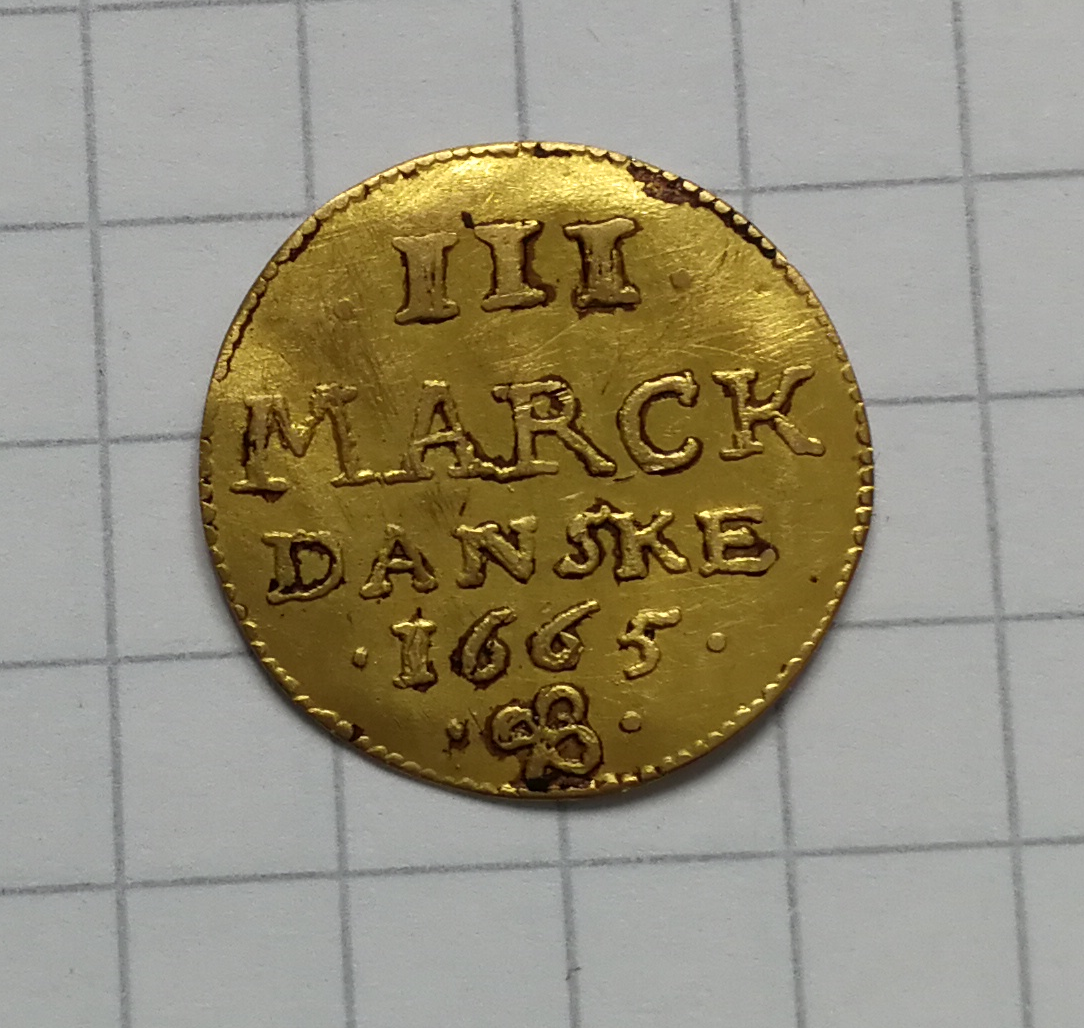 III.
MARCK
DANSKE
· 1665 ·